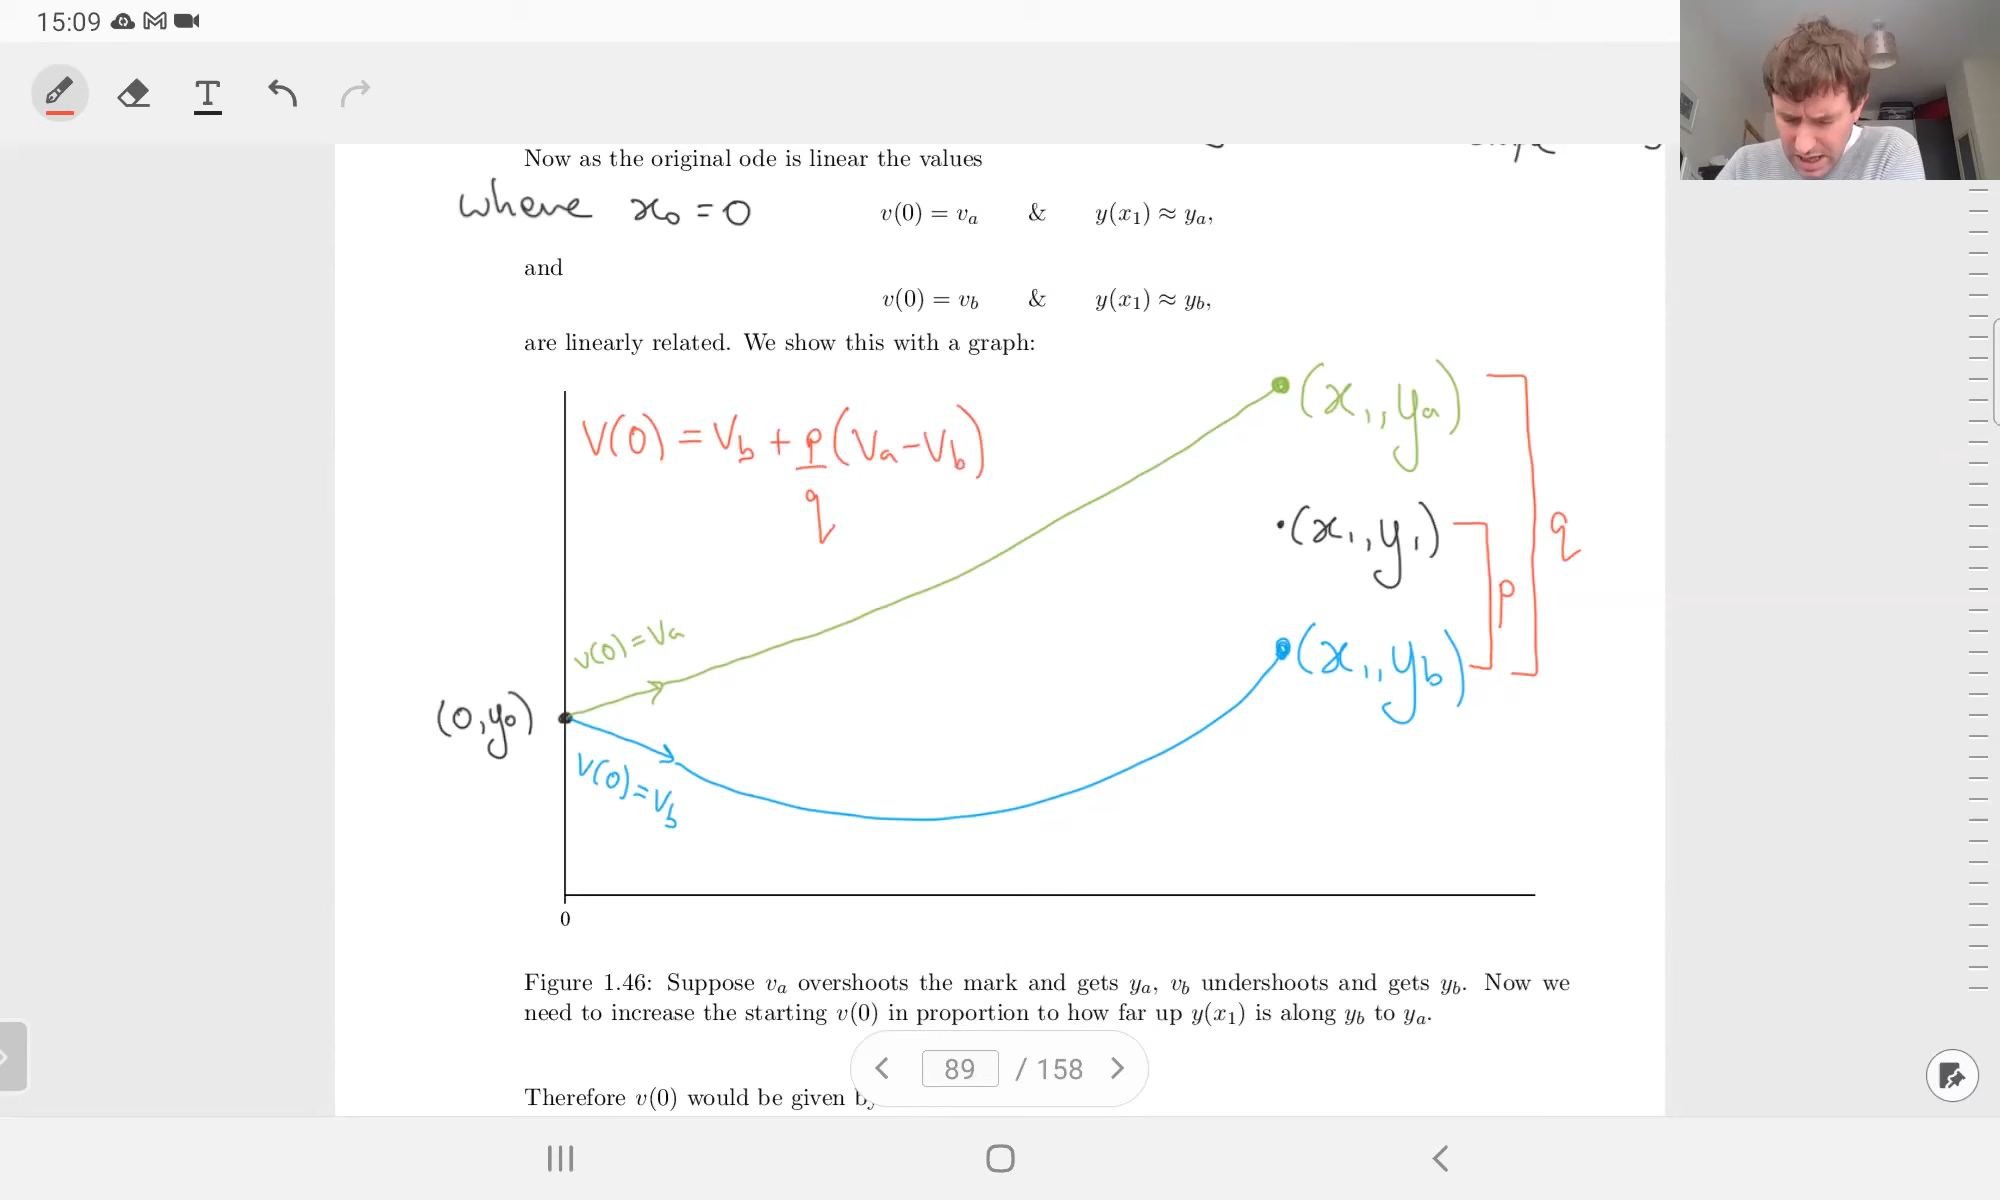 15:09
Now as the original ode is linear the values
where x₀ = 0
v(0) = vₐ & y(x₁) ≈ yₐ,
and
v(0) = v_b & y(x₁) ≈ y_b,
are linearly related. We show this with a graph:
V(0) = V_b + p/q (Vₐ - V_b)
(x₁, yₐ)
(x₁, y₁)
q
p
v(0) = Vₐ
(x₁, y_b)
(0, y₀)
V(0) = V_b
0
Figure 1.46: Suppose vₐ overshoots the mark and gets yₐ, v_b undershoots and gets y_b. Now we
need to increase the starting v(0) in proportion to how far up y(x₁) is along y_b to yₐ.
89 / 158
Therefore v(0) would be given